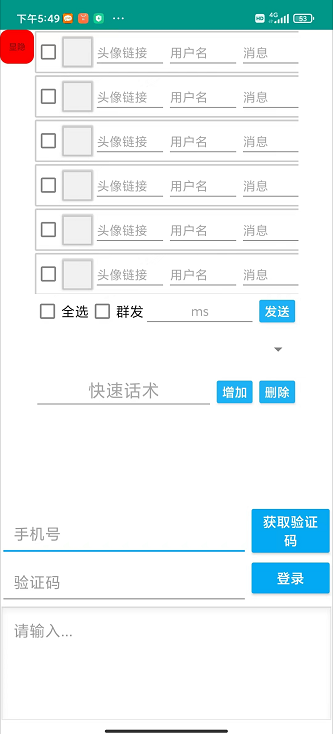 下午5:49
HD 4G 53
头像链接 用户名 消息
头像链接 用户名 消息
头像链接 用户名 消息
头像链接 用户名 消息
头像链接 用户名 消息
头像链接 用户名 消息
全选 群发 ms 发送
快速话术 增加 删除
手机号 获取验证
码
验证码 登录
请输入...